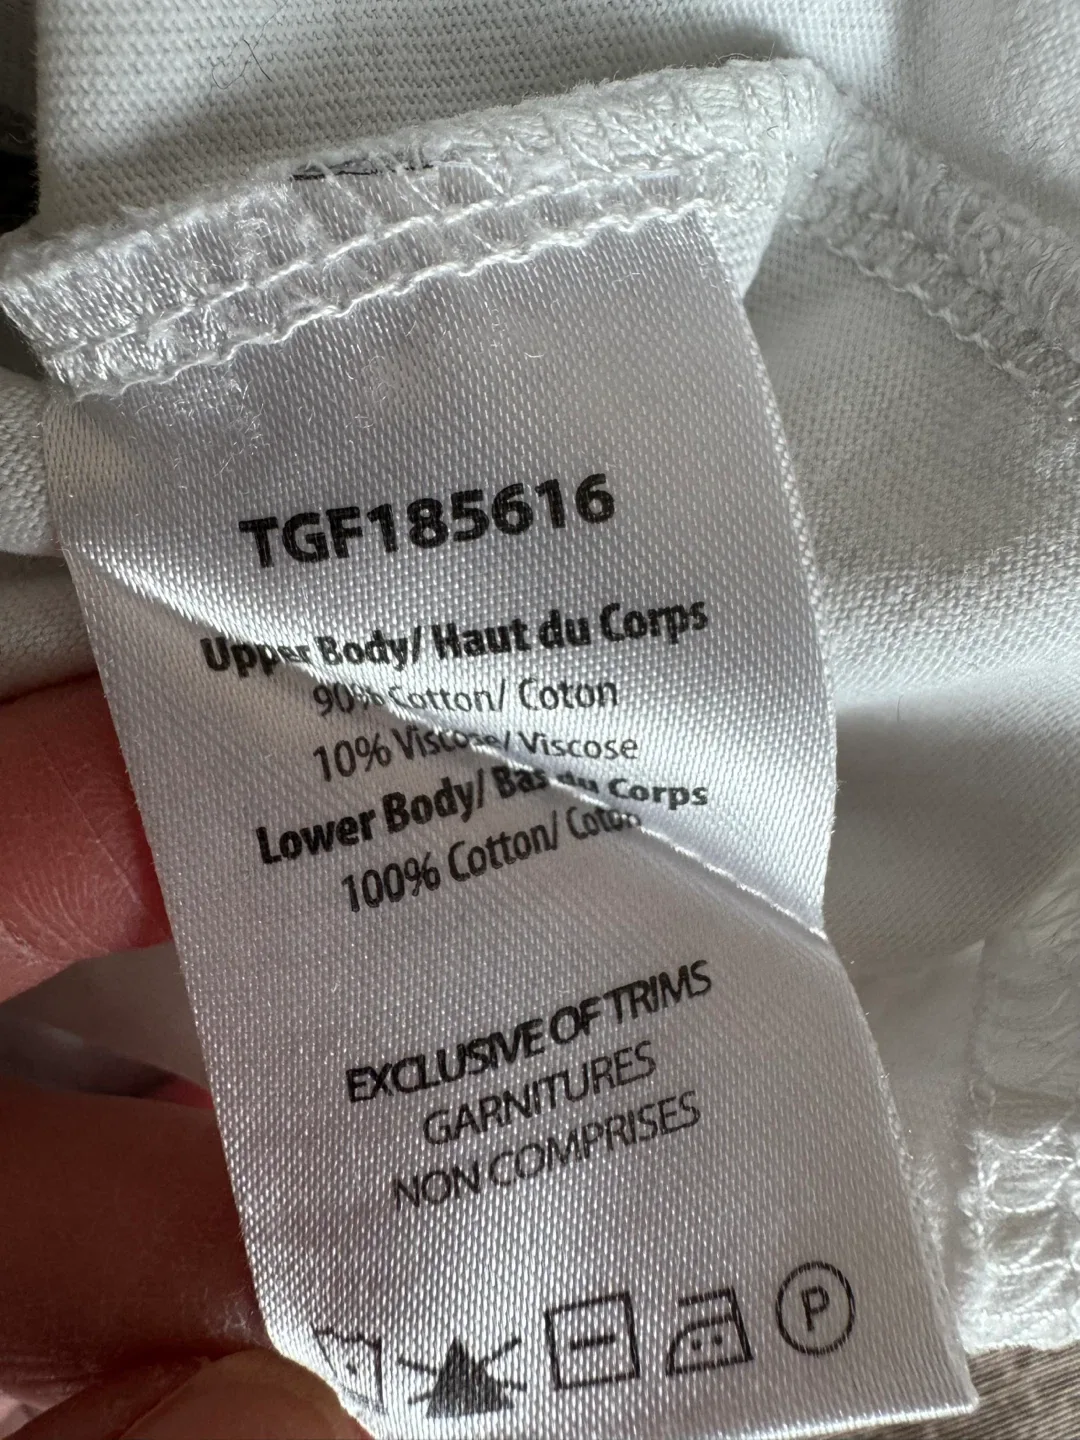 TGF185616
Upper Body/ Haut du Corps
90% Cotton/ Coton
10% Viscose/ Viscose
Lower Body/ Bas du Corps
100% Cotton/ Coton
EXCLUSIVE OF TRIMS
GARNITURES
NON COMPRISES
P